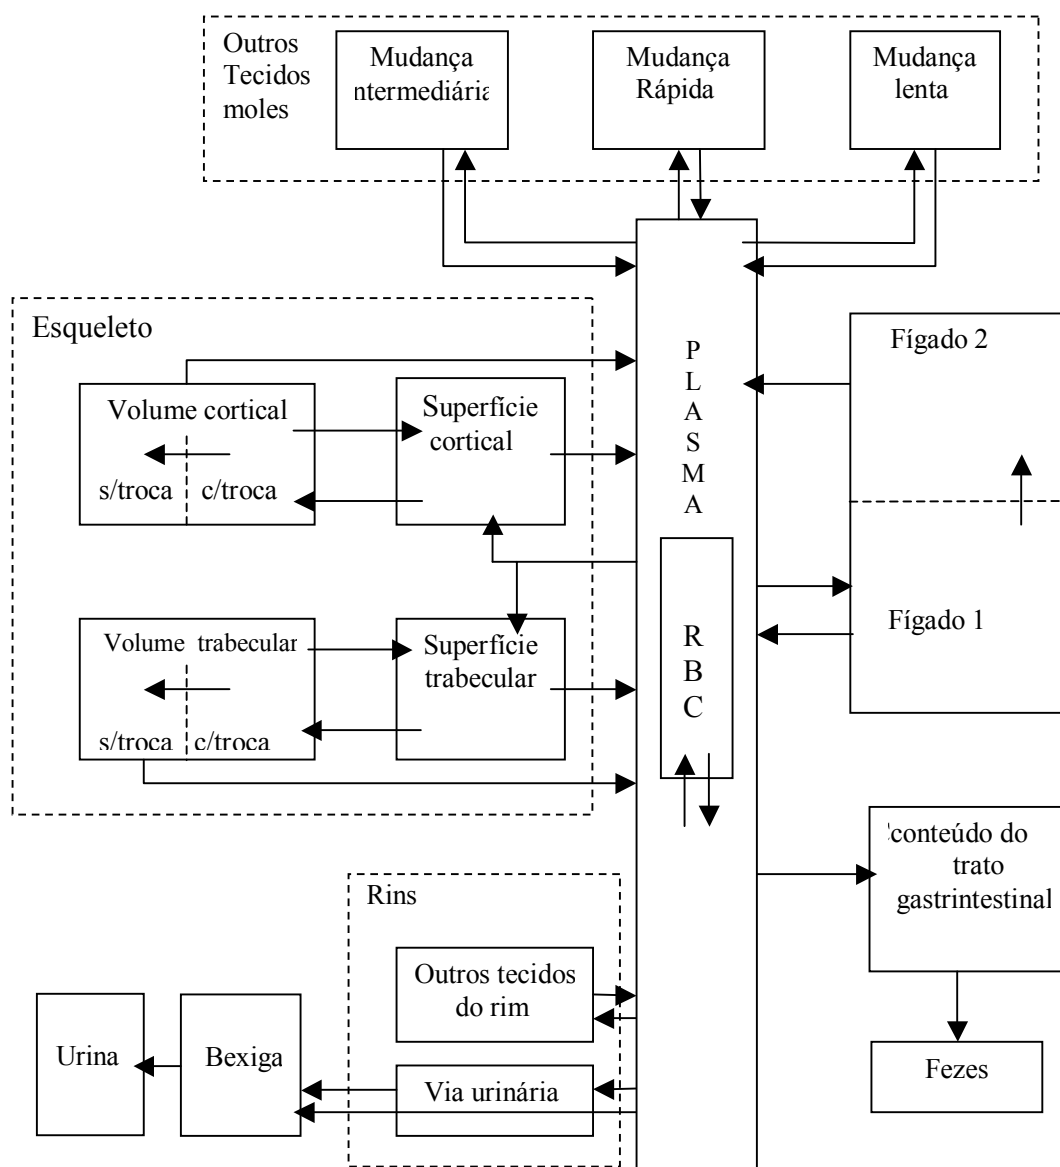 Outros
Tecidos
moles
Mudança
ntermediária
Mudança
Rápida
Mudança
lenta
Esqueleto
Volume cortical
s/troca
c/troca
Superfície
cortical
Volume trabecular
s/troca
c/troca
Superfície
trabecular
P
L
A
S
M
A
R
B
C
Fígado 2
Fígado 1
conteúdo do
trato
gastrintestinal
Fezes
Rins
Outros tecidos
do rim
Via urinária
Bexiga
Urina